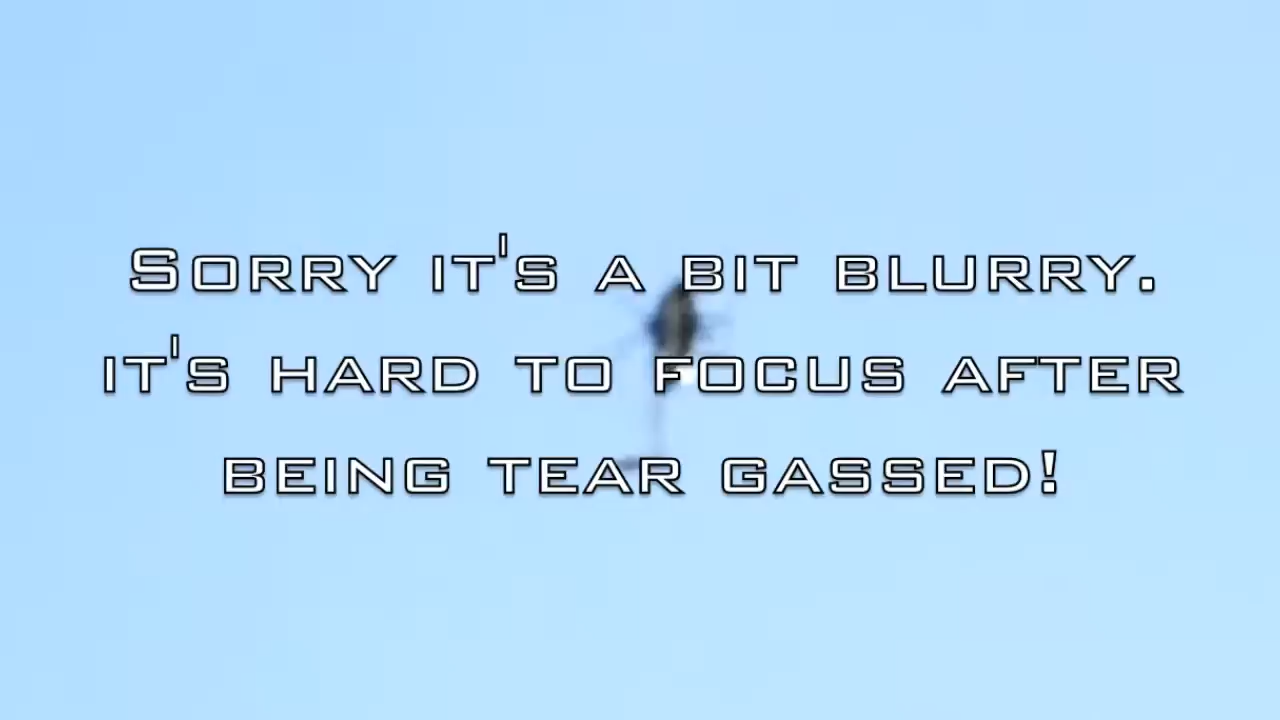 Sorry it's a bit blurry.
it's hard to focus after
being tear gassed!